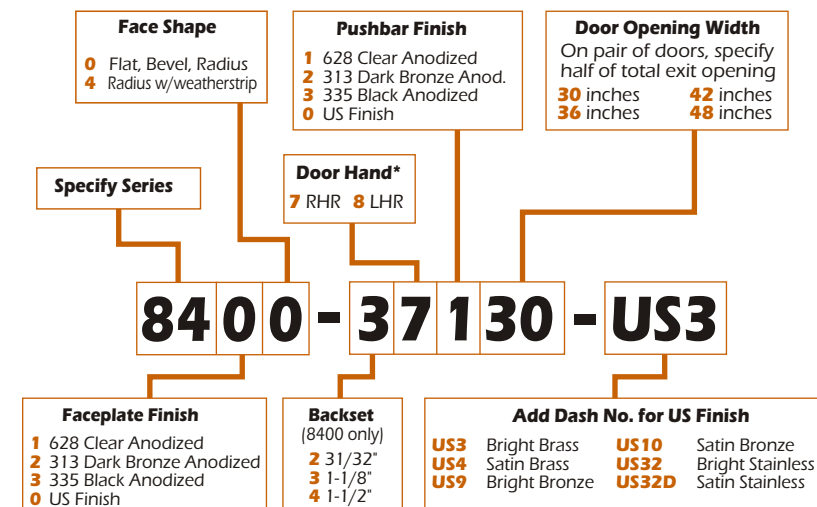 Face Shape
0 Flat, Bevel, Radius
4 Radius w/weatherstrip
Pushbar Finish
1 628 Clear Anodized
2 313 Dark Bronze Anod.
3 335 Black Anodized
0 US Finish
Door Opening Width
On pair of doors, specify
half of total exit opening
30 inches 42 inches
36 inches 48 inches
Specify Series
Door Hand*
7 RHR 8 LHR
8400-37130-US3
Faceplate Finish
1 628 Clear Anodized
2 313 Dark Bronze Anodized
3 335 Black Anodized
0 US Finish
Backset
(8400 only)
2 31/32"
3 1-1/8"
4 1-1/2"
Add Dash No. for US Finish
US3 Bright Brass US10 Satin Bronze
US4 Satin Brass US32 Bright Stainless
US9 Bright Bronze US32D Satin Stainless